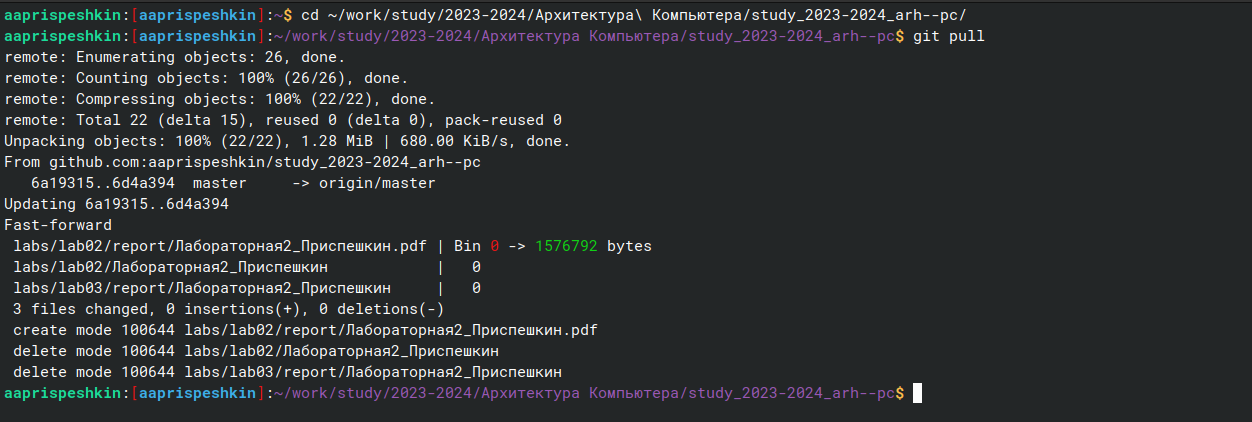 aaprispeshkin:[aaprispeshkin]:~$ cd ~/work/study/2023-2024/Архитектура\ Компьютера/study_2023-2024_arh--pc/
aaprispeshkin:[aaprispeshkin]:~/work/study/2023-2024/Архитектура Компьютера/study_2023-2024_arh--pc$ git pull
remote: Enumerating objects: 26, done.
remote: Counting objects: 100% (26/26), done.
remote: Compressing objects: 100% (22/22), done.
remote: Total 22 (delta 15), reused 0 (delta 0), pack-reused 0
Unpacking objects: 100% (22/22), 1.28 MiB | 680.00 KiB/s, done.
From github.com:aaprispeshkin/study_2023-2024_arh--pc
   6a19315..6d4a394  master     -> origin/master
Updating 6a19315..6d4a394
Fast-forward
 labs/lab02/report/Лабораторная2_Приспешкин.pdf | Bin 0 -> 1576792 bytes
 labs/lab02/Лабораторная2_Приспешкин            |   0
 labs/lab03/report/Лабораторная2_Приспешкин     |   0
 3 files changed, 0 insertions(+), 0 deletions(-)
 create mode 100644 labs/lab02/report/Лабораторная2_Приспешкин.pdf
 delete mode 100644 labs/lab02/Лабораторная2_Приспешкин
 delete mode 100644 labs/lab03/report/Лабораторная2_Приспешкин
aaprispeshkin:[aaprispeshkin]:~/work/study/2023-2024/Архитектура Компьютера/study_2023-2024_arh--pc$